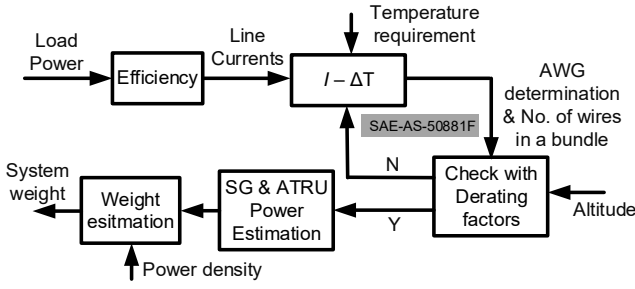 Load
Power
Efficiency
Line
Currents
Temperature
requirement
I – ΔT
SAE-AS-50881F
AWG
determination
& No. of wires
in a bundle
Check with
Derating
factors
Altitude
N
Y
SG & ATRU
Power
Estimation
Weight
esitmation
System
weight
Power density